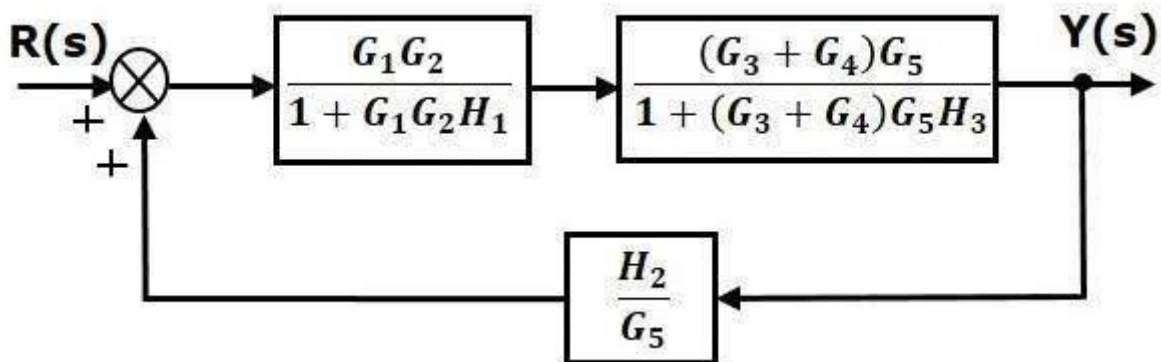 R(s)
+
+
G₁G₂
1 + G₁G₂H₁
(G₃ + G₄)G₅
1 + (G₃ + G₄)G₅H₃
Y(s)
H₂
G₅